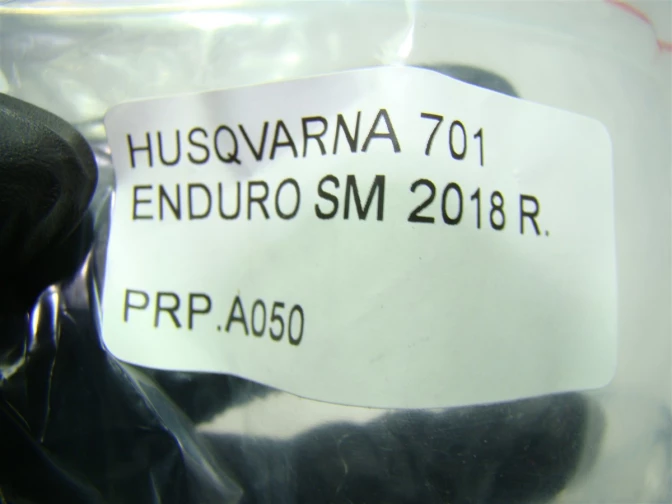 HUSQVARNA 701
ENDURO SM 2018 R.
PRP.A050